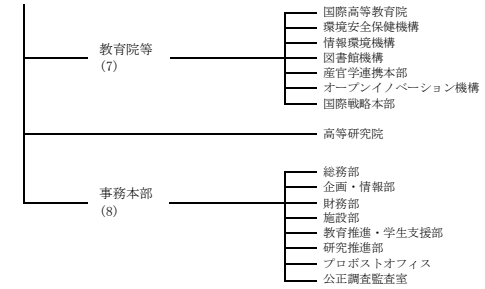 国際高等教育院
環境安全保健機構
情報環境機構
教育院等
図書館機構
(7)
産官学連携本部
オープンイノベーション機構
国際戦略本部
高等研究院
総務部
企画・情報部
事務本部
財務部
(8)
施設部
教育推進・学生支援部
研究推進部
プロボストオフィス
公正調査監査室